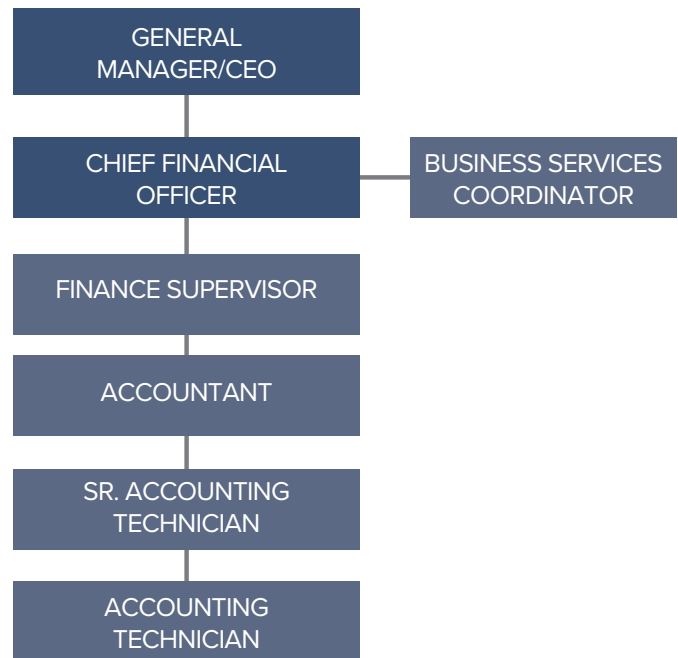 GENERAL
MANAGER/CEO
CHIEF FINANCIAL
OFFICER
BUSINESS SERVICES
COORDINATOR
FINANCE SUPERVISOR
ACCOUNTANT
SR. ACCOUNTING
TECHNICIAN
ACCOUNTING
TECHNICIAN